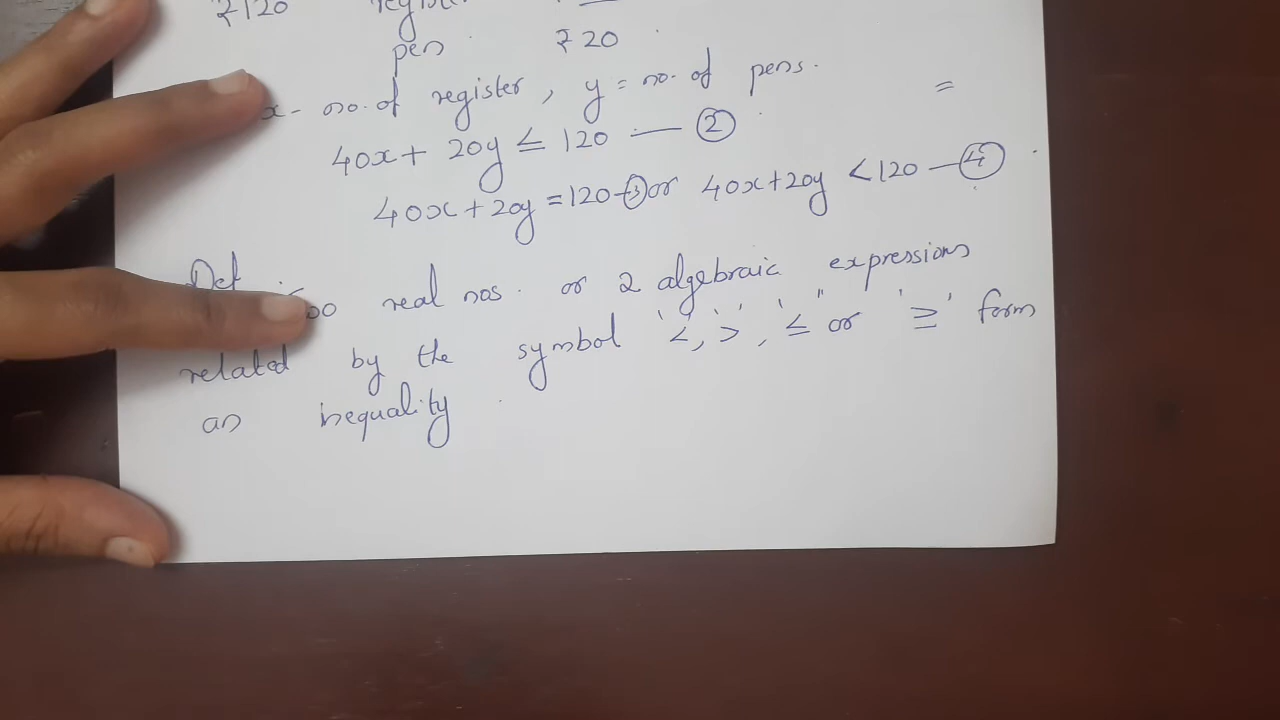 ₹120 register
pen ₹20
x - no. of register, y = no. of pens. =
40x + 20y ≤ 120 — ②
40x + 20y = 120 - ③ or 40x + 20y < 120 — ④
Def real nos. or 2 algebraic expressions
related by the symbol '<', '>', '≤" or '≥' form
an inequality.